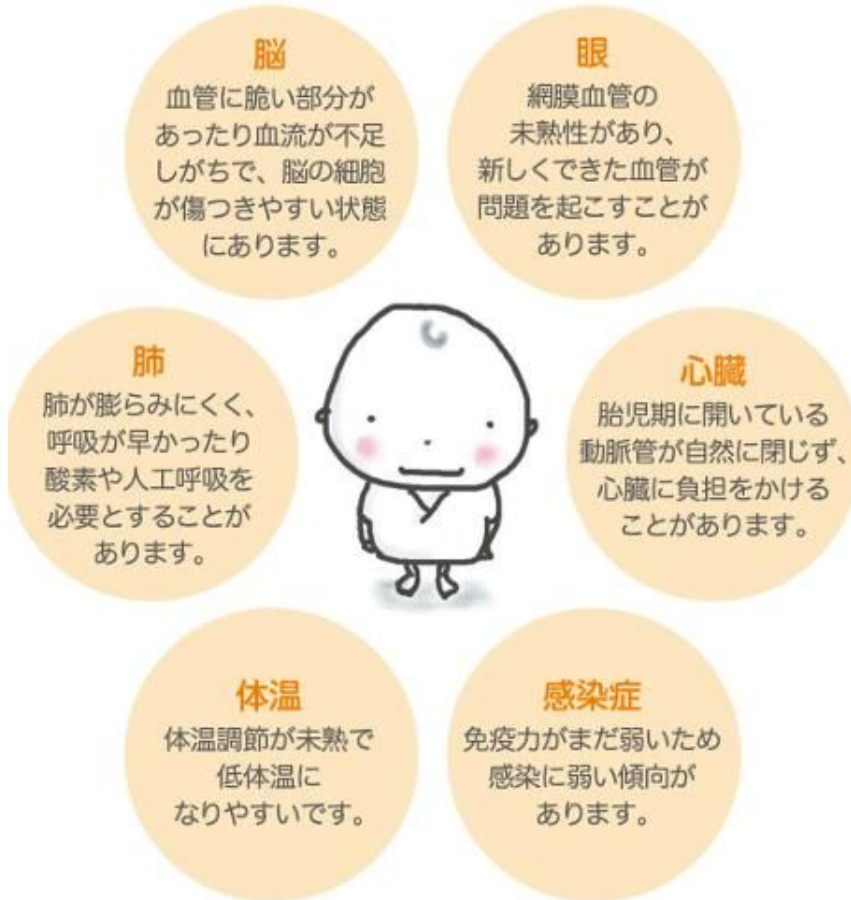 脳
血管に脆い部分が
あったり血流が不足
しがちで、脳の細胞
が傷つきやすい状態
にあります。
眼
網膜血管の
未熟性があり、
新しくできた血管が
問題を起こすことが
あります。
肺
肺が膨らみにくく、
呼吸が早かったり
酸素や人工呼吸を
必要とすることが
あります。
心臓
胎児期に開いている
動脈管が自然に閉じず、
心臓に負担をかける
ことがあります。
体温
体温調節が未熟で
低体温に
なりやすいです。
感染症
免疫力がまだ弱いため
感染に弱い傾向が
あります。